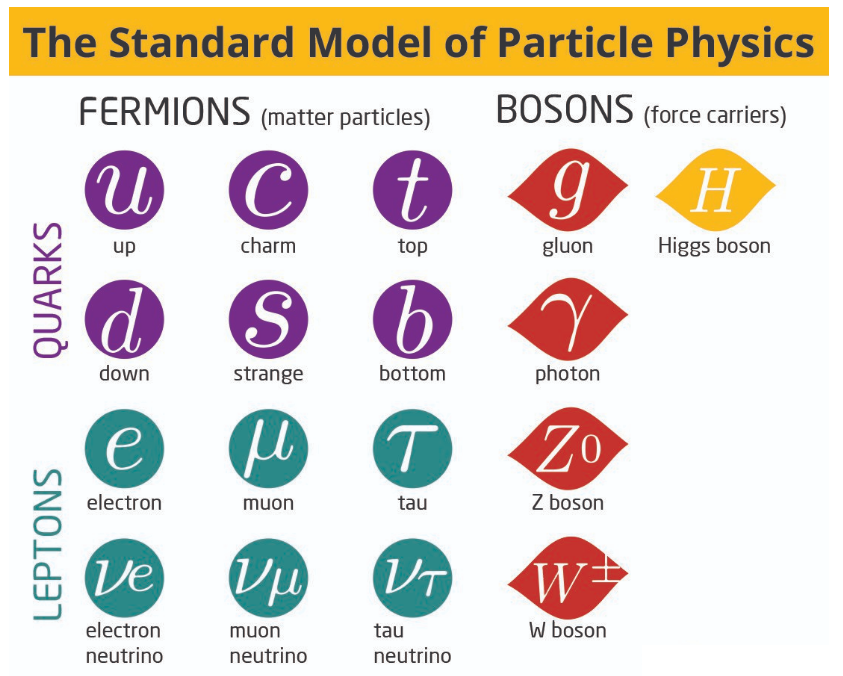 The Standard Model of Particle Physics
FERMIONS (matter particles)
BOSONS (force carriers)
QUARKS
u
c
t
g
H
up
charm
top
gluon
Higgs boson
d
s
b
γ
down
strange
bottom
photon
LEPTONS
e
μ
τ
Z0
electron
muon
tau
Z boson
νe
νμ
ντ
W±
electron
neutrino
muon
neutrino
tau
neutrino
W boson